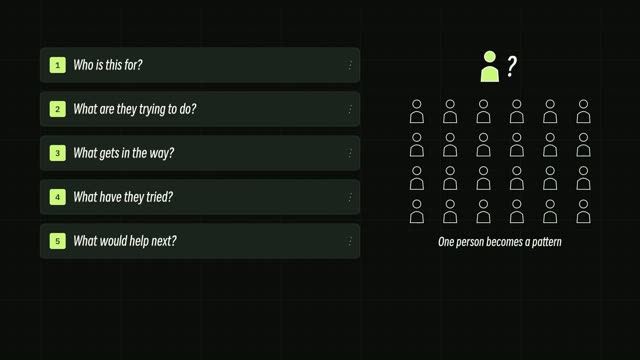 1 Who is this for?
2 What are they trying to do?
3 What gets in the way?
4 What have they tried?
5 What would help next?
?
One person becomes a pattern